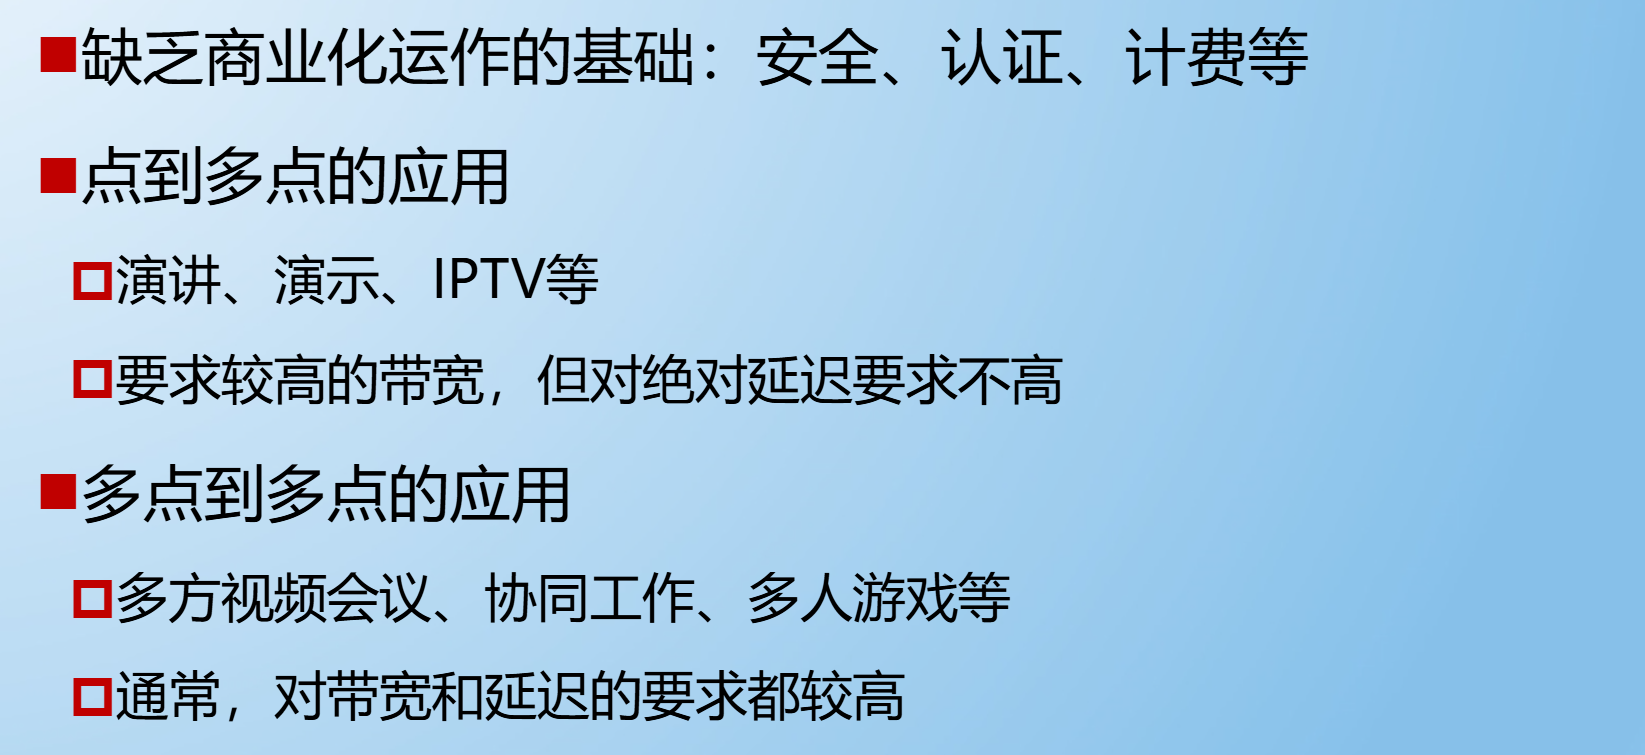 ■缺乏商业化运作的基础：安全、认证、计费等
■点到多点的应用
□演讲、演示、IPTV等
□要求较高的带宽，但对绝对延迟要求不高
■多点到多点的应用
□多方视频会议、协同工作、多人游戏等
□通常，对带宽和延迟的要求都较高